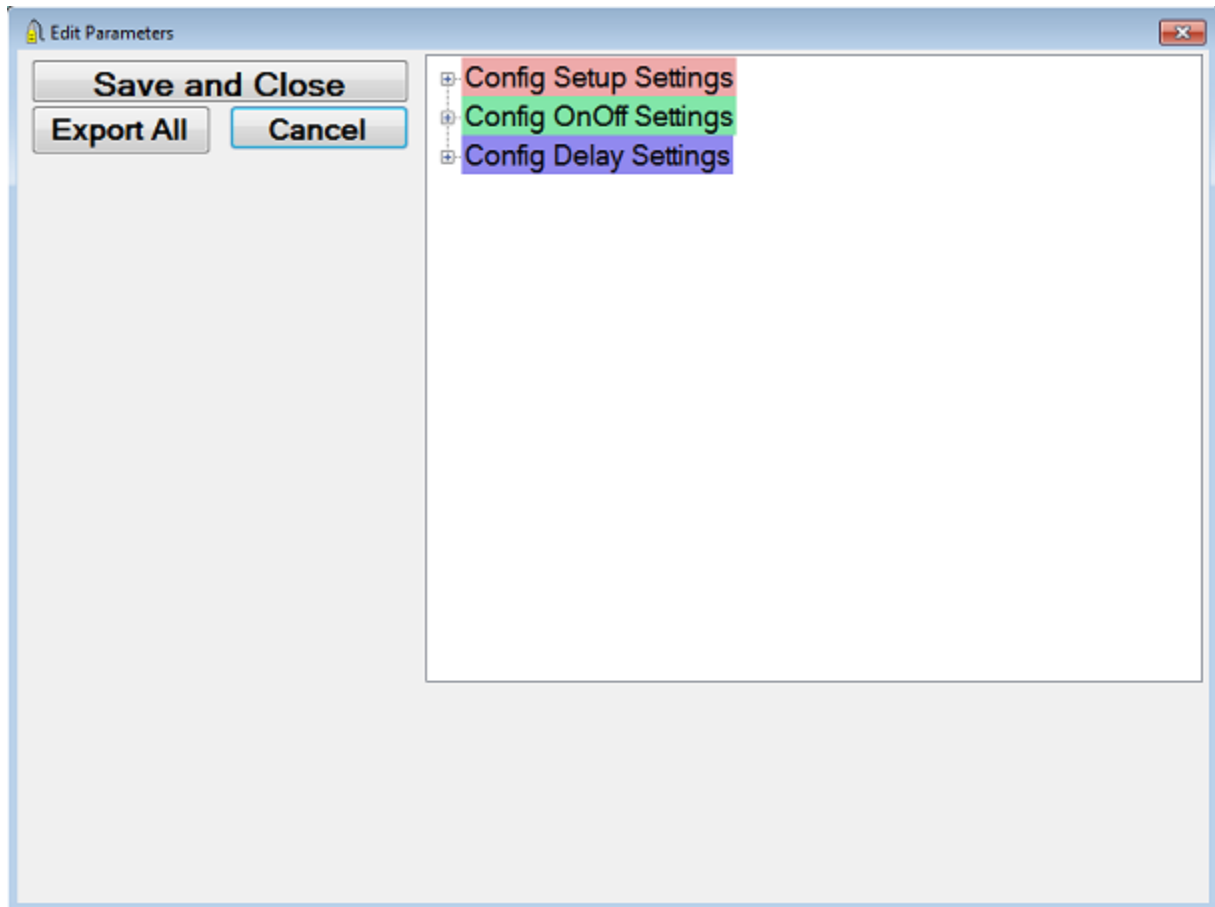 Edit Parameters
Save and Close
Export All
Cancel
Config Setup Settings
Config OnOff Settings
Config Delay Settings